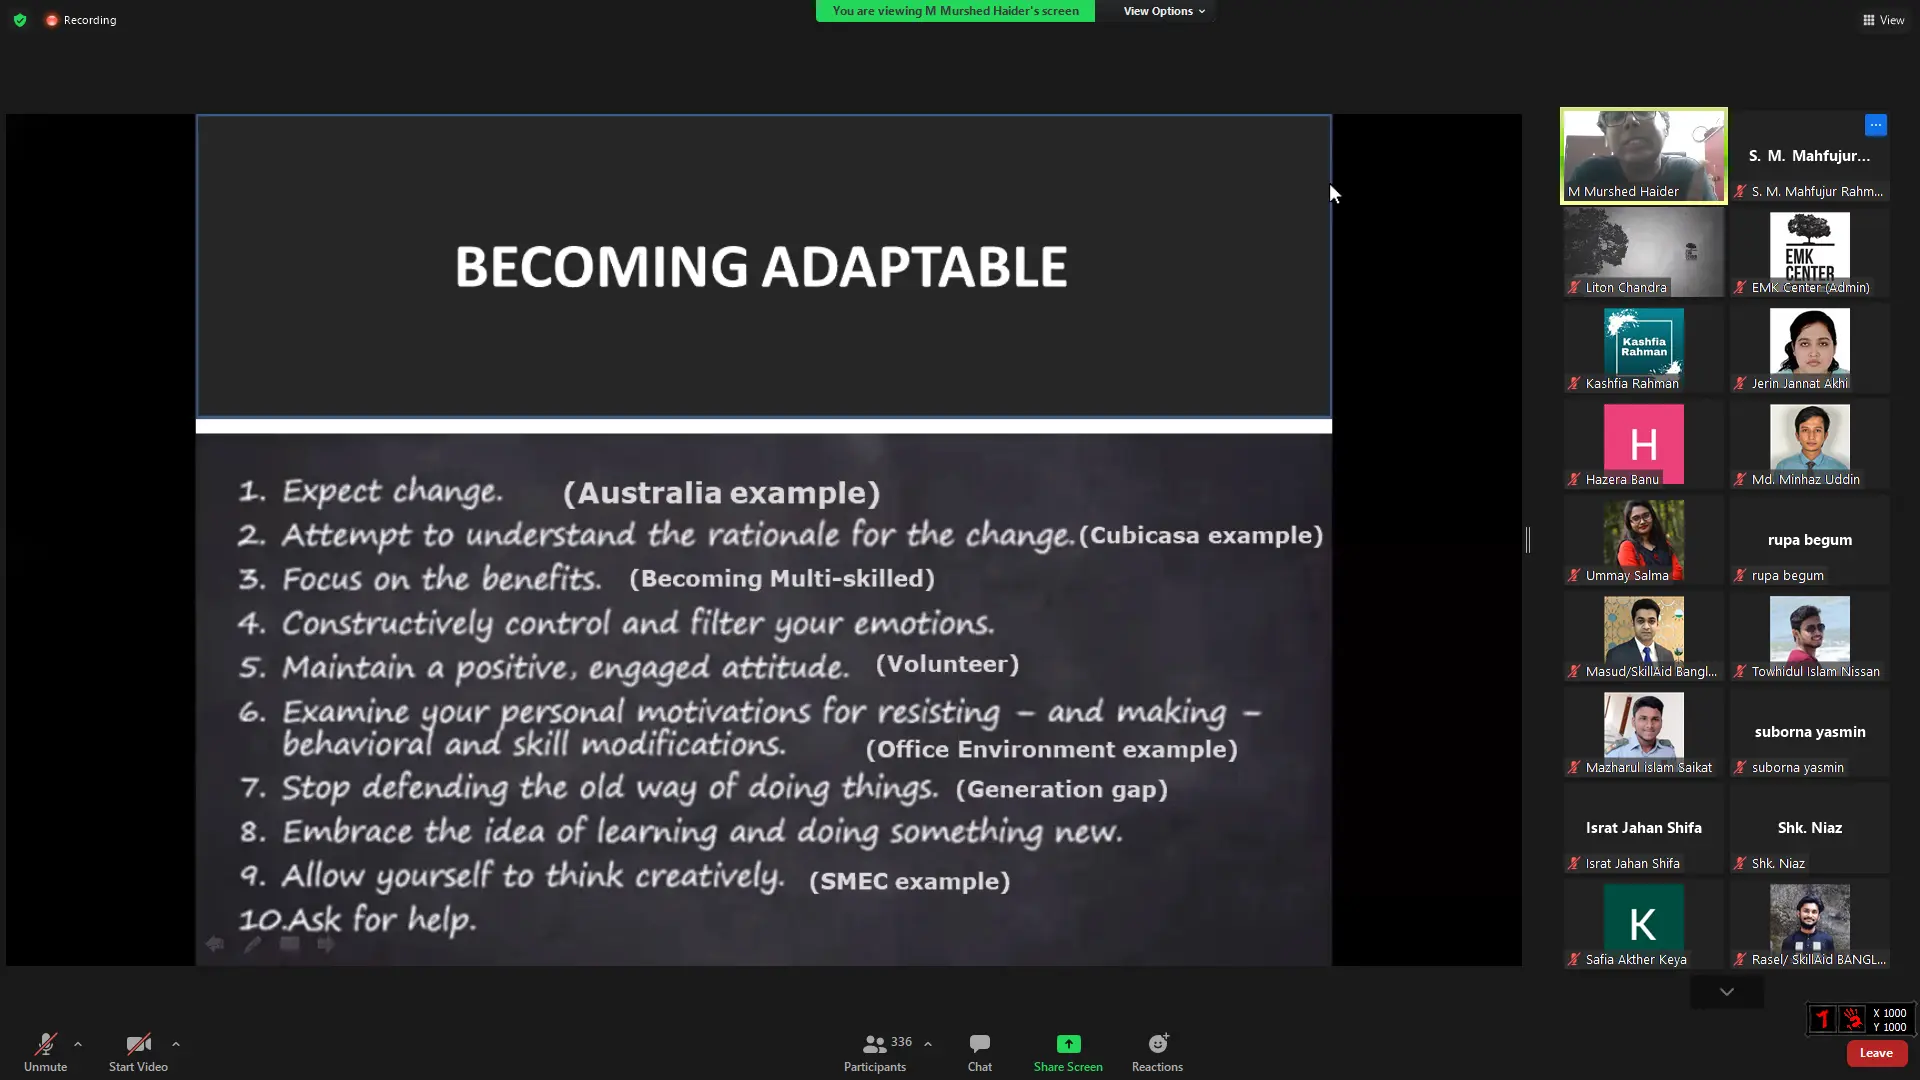 Recording
You are viewing M Murshed Haider's screen
View Options
View
BECOMING ADAPTABLE
1. Expect change. (Australia example)
2. Attempt to understand the rationale for the change. (Cubicasa example)
3. Focus on the benefits. (Becoming Multi-skilled)
4. Constructively control and filter your emotions.
5. Maintain a positive, engaged attitude. (Volunteer)
6. Examine your personal motivations for resisting – and making –
behavioral and skill modifications. (Office Environment example)
7. Stop defending the old way of doing things. (Generation gap)
8. Embrace the idea of learning and doing something new.
9. Allow yourself to think creatively. (SMEC example)
10.Ask for help.
M Murshed Haider
S. M. Mahfujur...
S. M. Mahfujur Rahm...
Liton Chandra
EMK
CENTER
EMK Center (Admin)
Kashfia
Rahman
Kashfia Rahman
Jerin Jannat Akhi
H
Hazera Banu
Md. Minhaz Uddin
Ummay Salma
rupa begum
rupa begum
Masud/SkillAid Bangl...
Towhidul Islam Nissan
Mazharul islam Saikat
suborna yasmin
suborna yasmin
Israt Jahan Shifa
Israt Jahan Shifa
Shk. Niaz
Shk. Niaz
K
Safia Akther Keya
Rasel/ SkillAid BANGL...
X 1000
Y 1000
Unmute
Start Video
336
Participants
Chat
Share Screen
Reactions
Leave